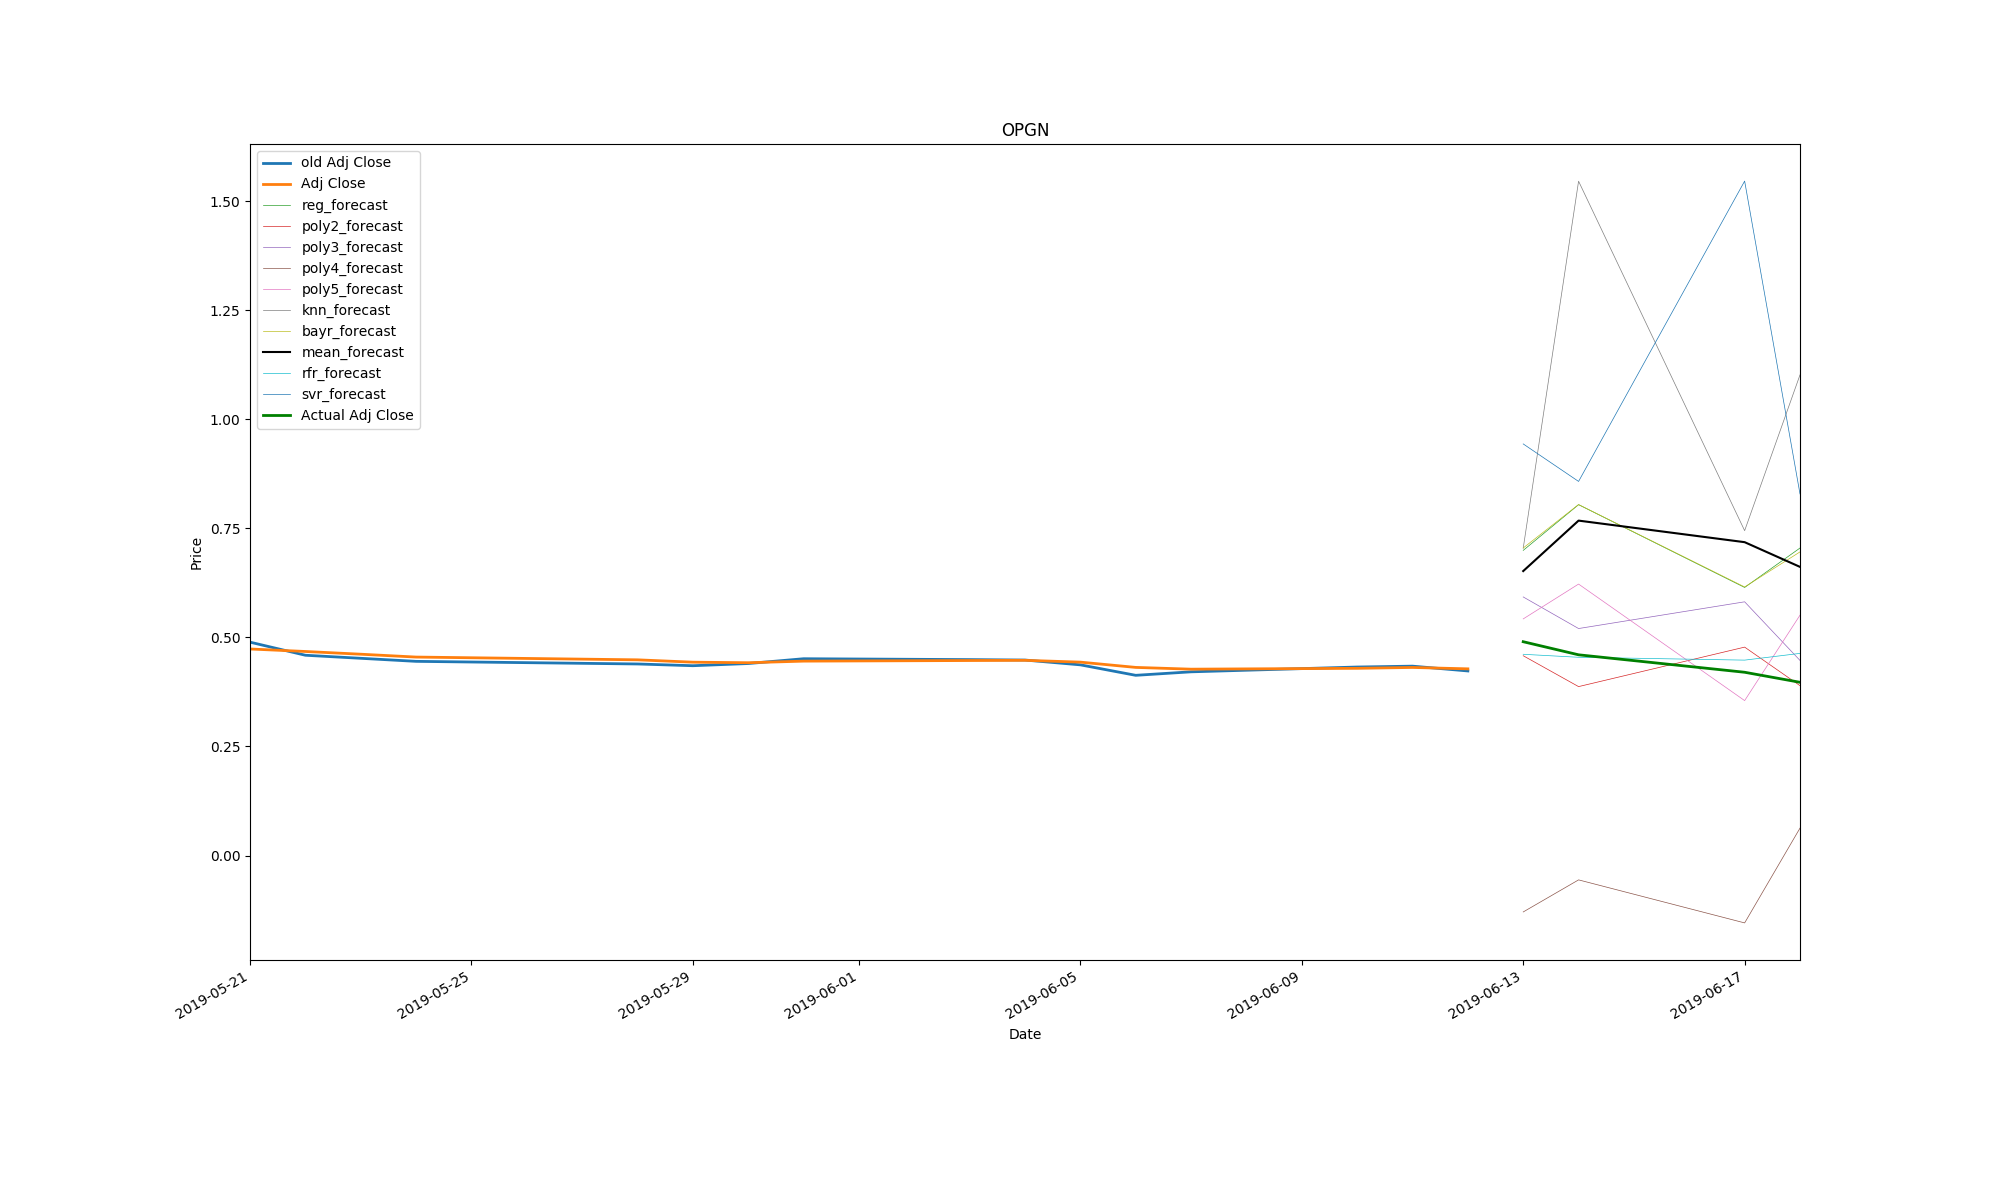 OPGN
old Adj Close
Adj Close
reg_forecast
poly2_forecast
poly3_forecast
poly4_forecast
poly5_forecast
knn_forecast
bayr_forecast
mean_forecast
rfr_forecast
svr_forecast
Actual Adj Close
1.50
1.25
1.00
0.75
0.50
0.25
0.00
Price
2019-05-21
2019-05-25
2019-05-29
2019-06-01
2019-06-05
2019-06-09
2019-06-13
2019-06-17
Date